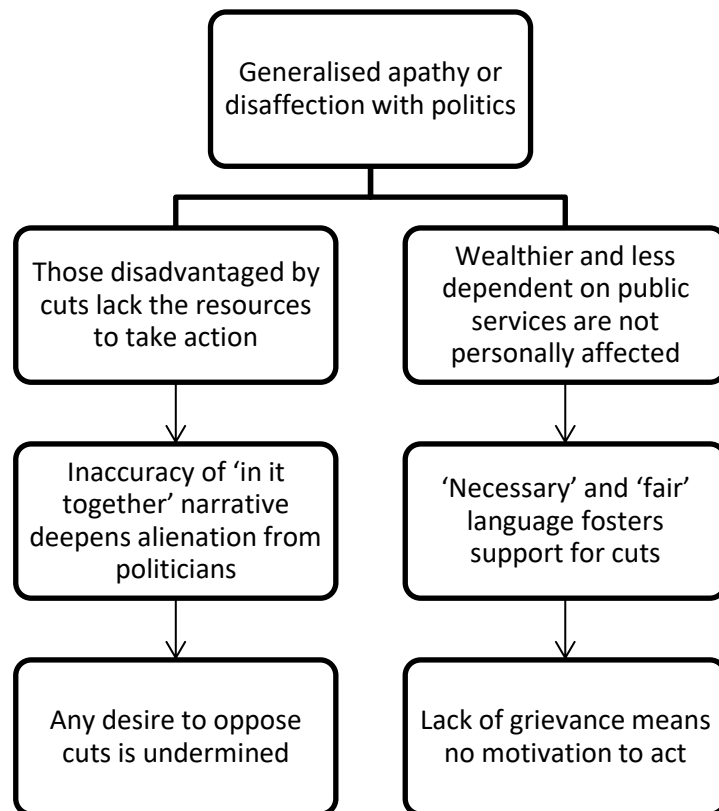 Generalised apathy or
disaffection with politics
Those disadvantaged by
cuts lack the resources
to take action
Wealthier and less
dependent on public
services are not
personally affected
Inaccuracy of ‘in it
together’ narrative
deepens alienation from
politicians
‘Necessary’ and ‘fair’
language fosters
support for cuts
Any desire to oppose
cuts is undermined
Lack of grievance means
no motivation to act